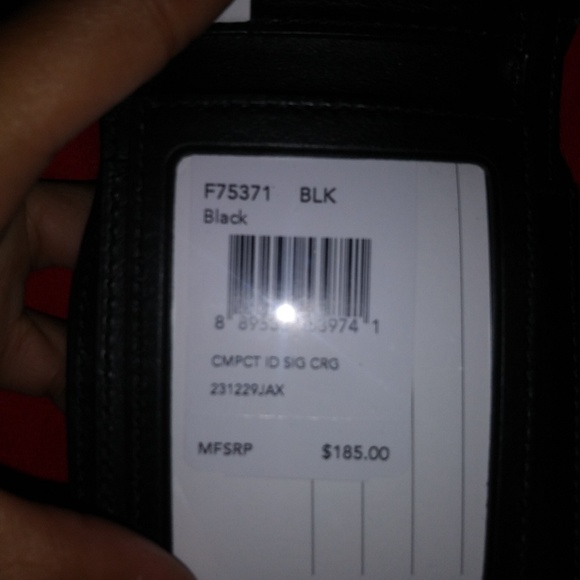 F75371 BLK
Black
CMPCT ID SIG CRG
231229JAX
MFSRP $185.00